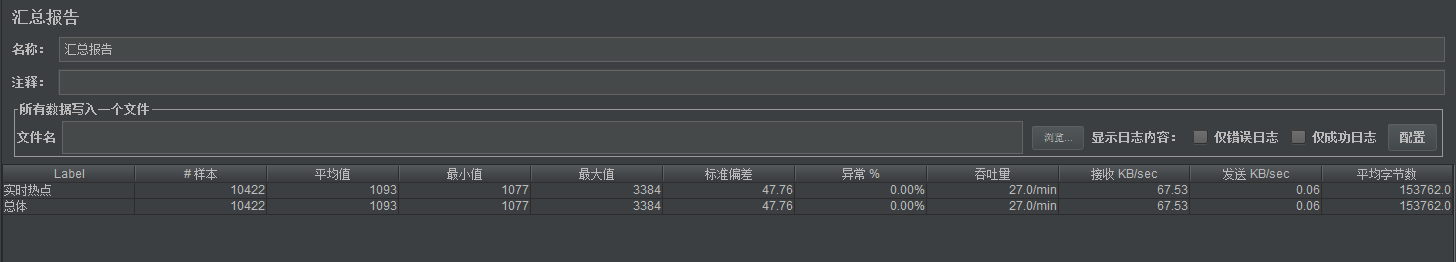 汇总报告
名称： 汇总报告
注释：
所有数据写入一个文件
文件名 浏览... 显示日志内容： 仅错误日志 仅成功日志 配置
Label # 样本 平均值 最小值 最大值 标准偏差 异常 % 吞吐量 接收 KB/sec 发送 KB/sec 平均字节数
实时热点 10422 1093 1077 3384 47.76 0.00% 27.0/min 67.53 0.06 153762.0
总体 10422 1093 1077 3384 47.76 0.00% 27.0/min 67.53 0.06 153762.0